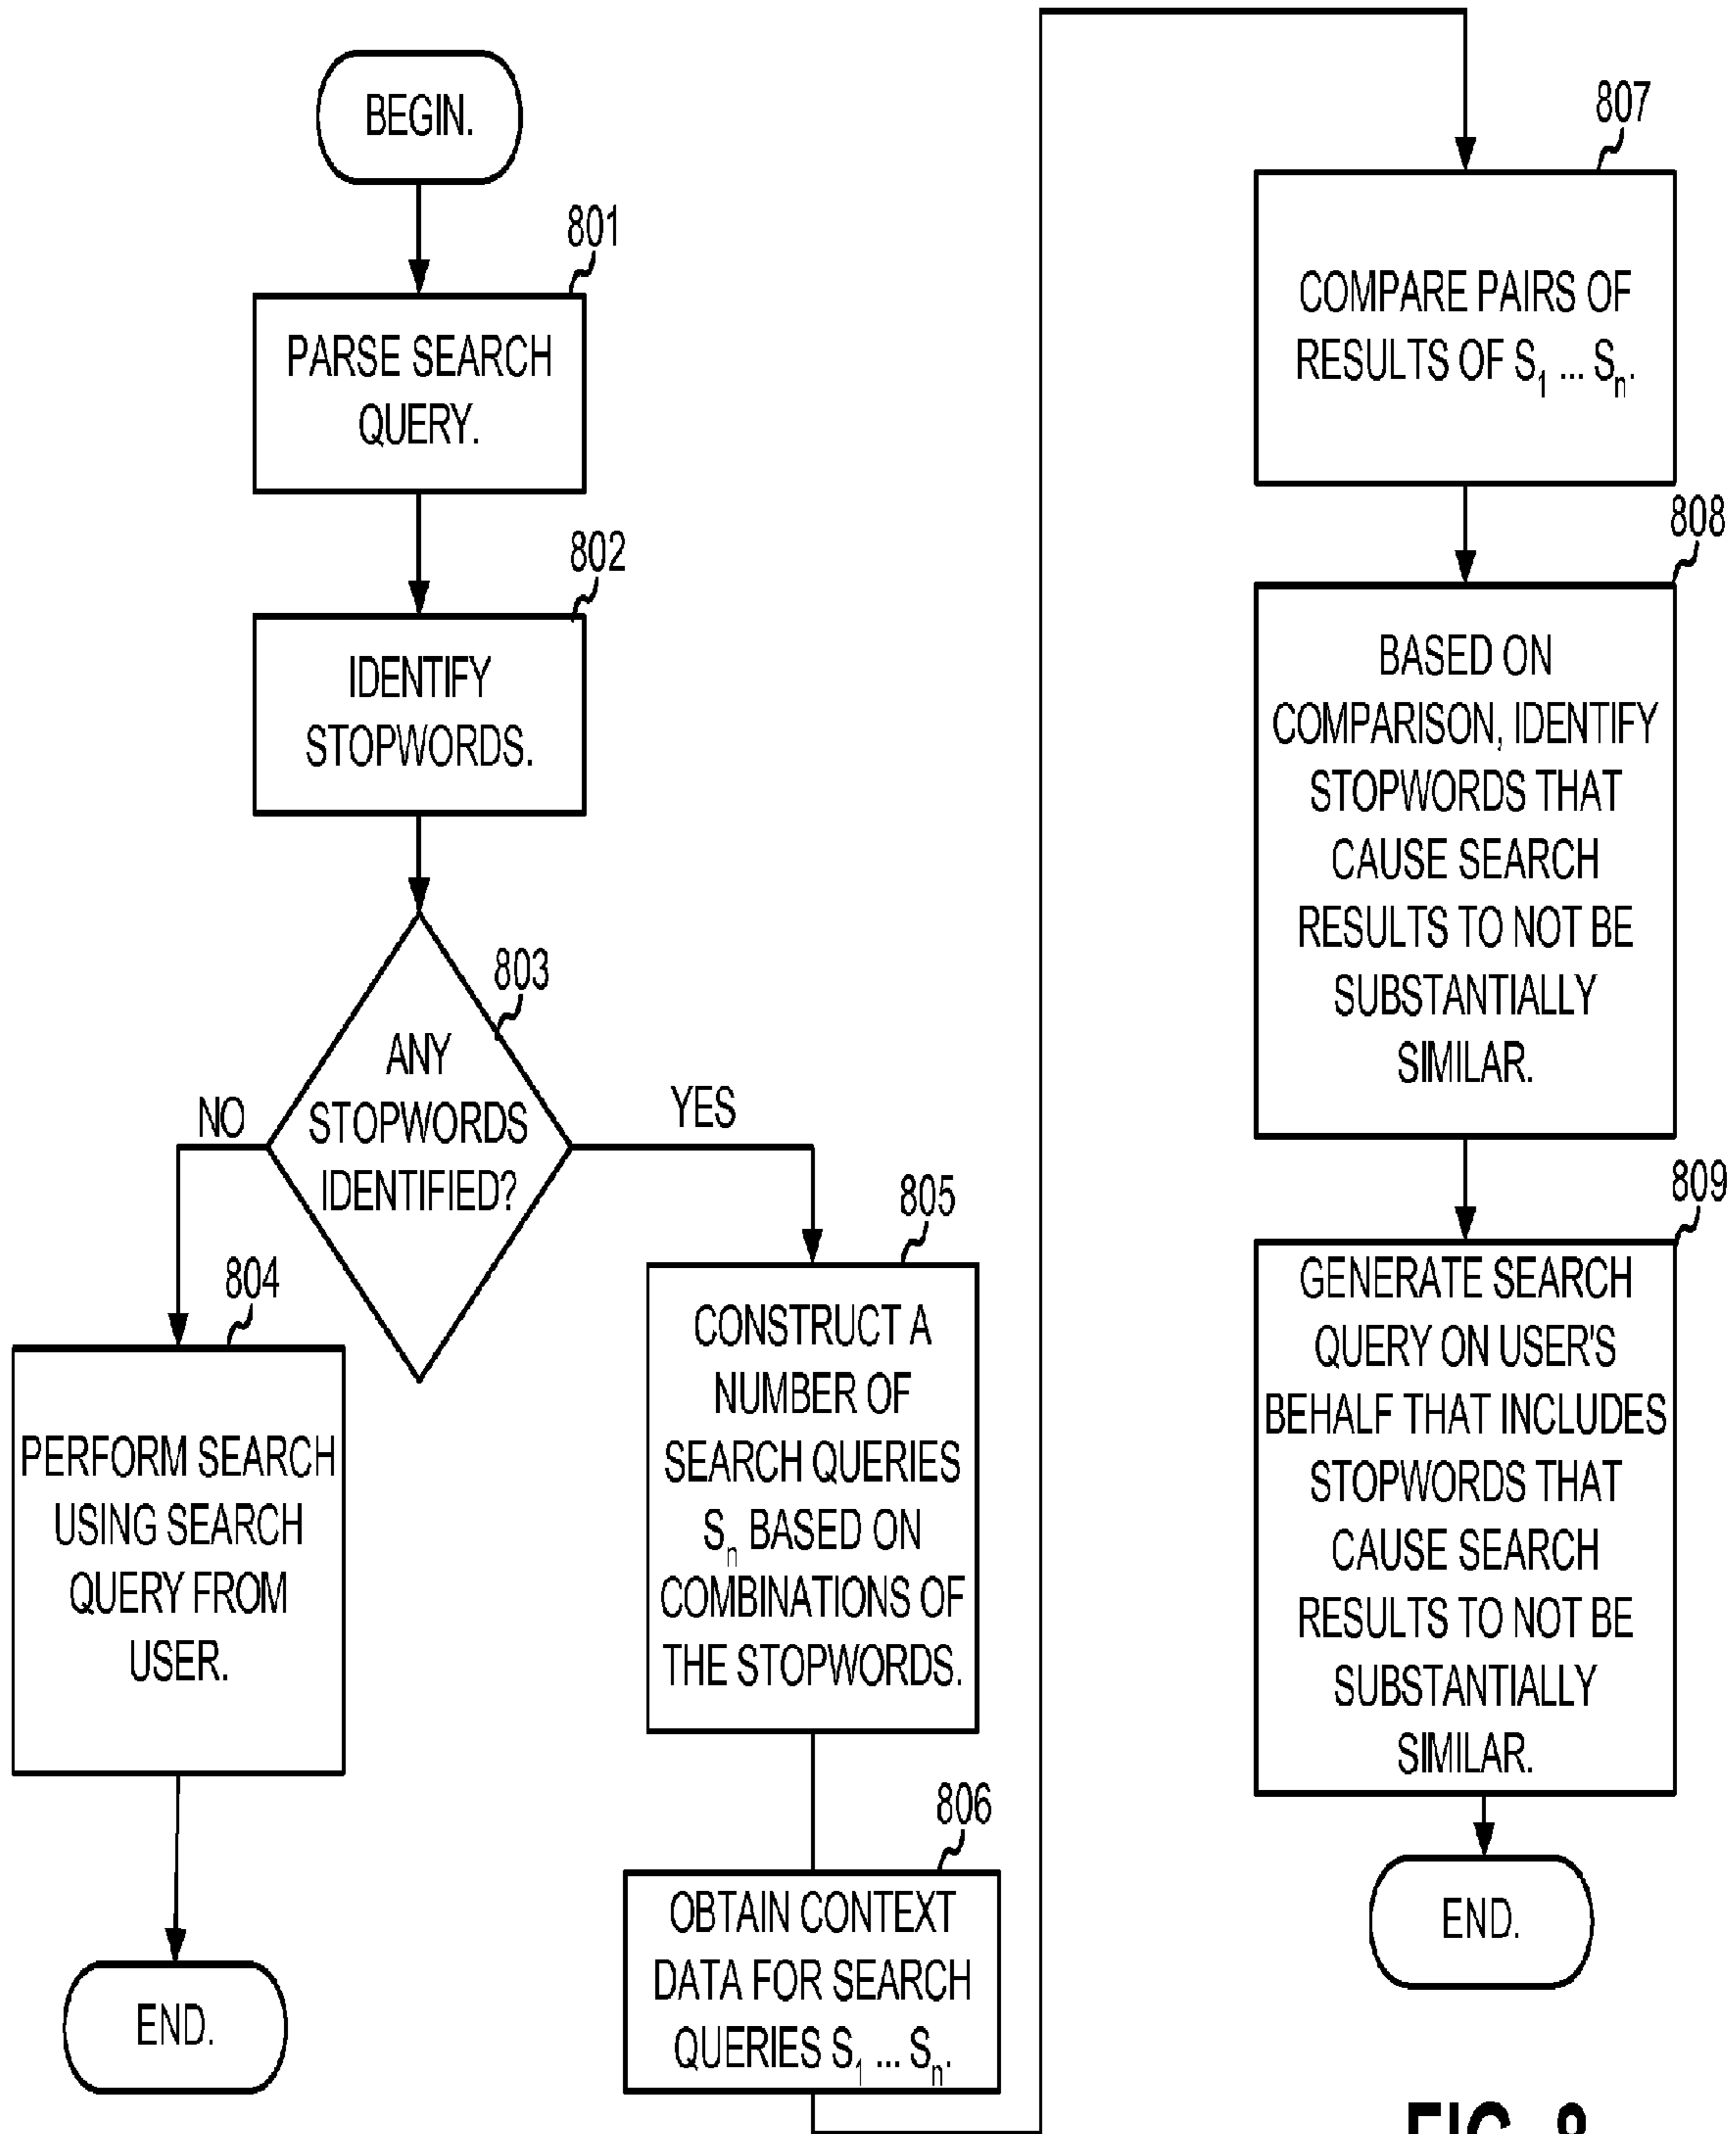 BEGIN.
801
PARSE SEARCH
QUERY.
802
IDENTIFY
STOPWORDS.
803
ANY
STOPWORDS
IDENTIFIED?
NO
YES
804
PERFORM SEARCH
USING SEARCH
QUERY FROM
USER.
END.
805
CONSTRUCT A
NUMBER OF
SEARCH QUERIES
Sn BASED ON
COMBINATIONS OF
THE STOPWORDS.
806
OBTAIN CONTEXT
DATA FOR SEARCH
QUERIES S1 ... Sn.
807
COMPARE PAIRS OF
RESULTS OF S1 ... Sn.
808
BASED ON
COMPARISON, IDENTIFY
STOPWORDS THAT
CAUSE SEARCH
RESULTS TO NOT BE
SUBSTANTIALLY
SIMILAR.
809
GENERATE SEARCH
QUERY ON USER'S
BEHALF THAT INCLUDES
STOPWORDS THAT
CAUSE SEARCH
RESULTS TO NOT BE
SUBSTANTIALLY
SIMILAR.
END.
FIG. 8